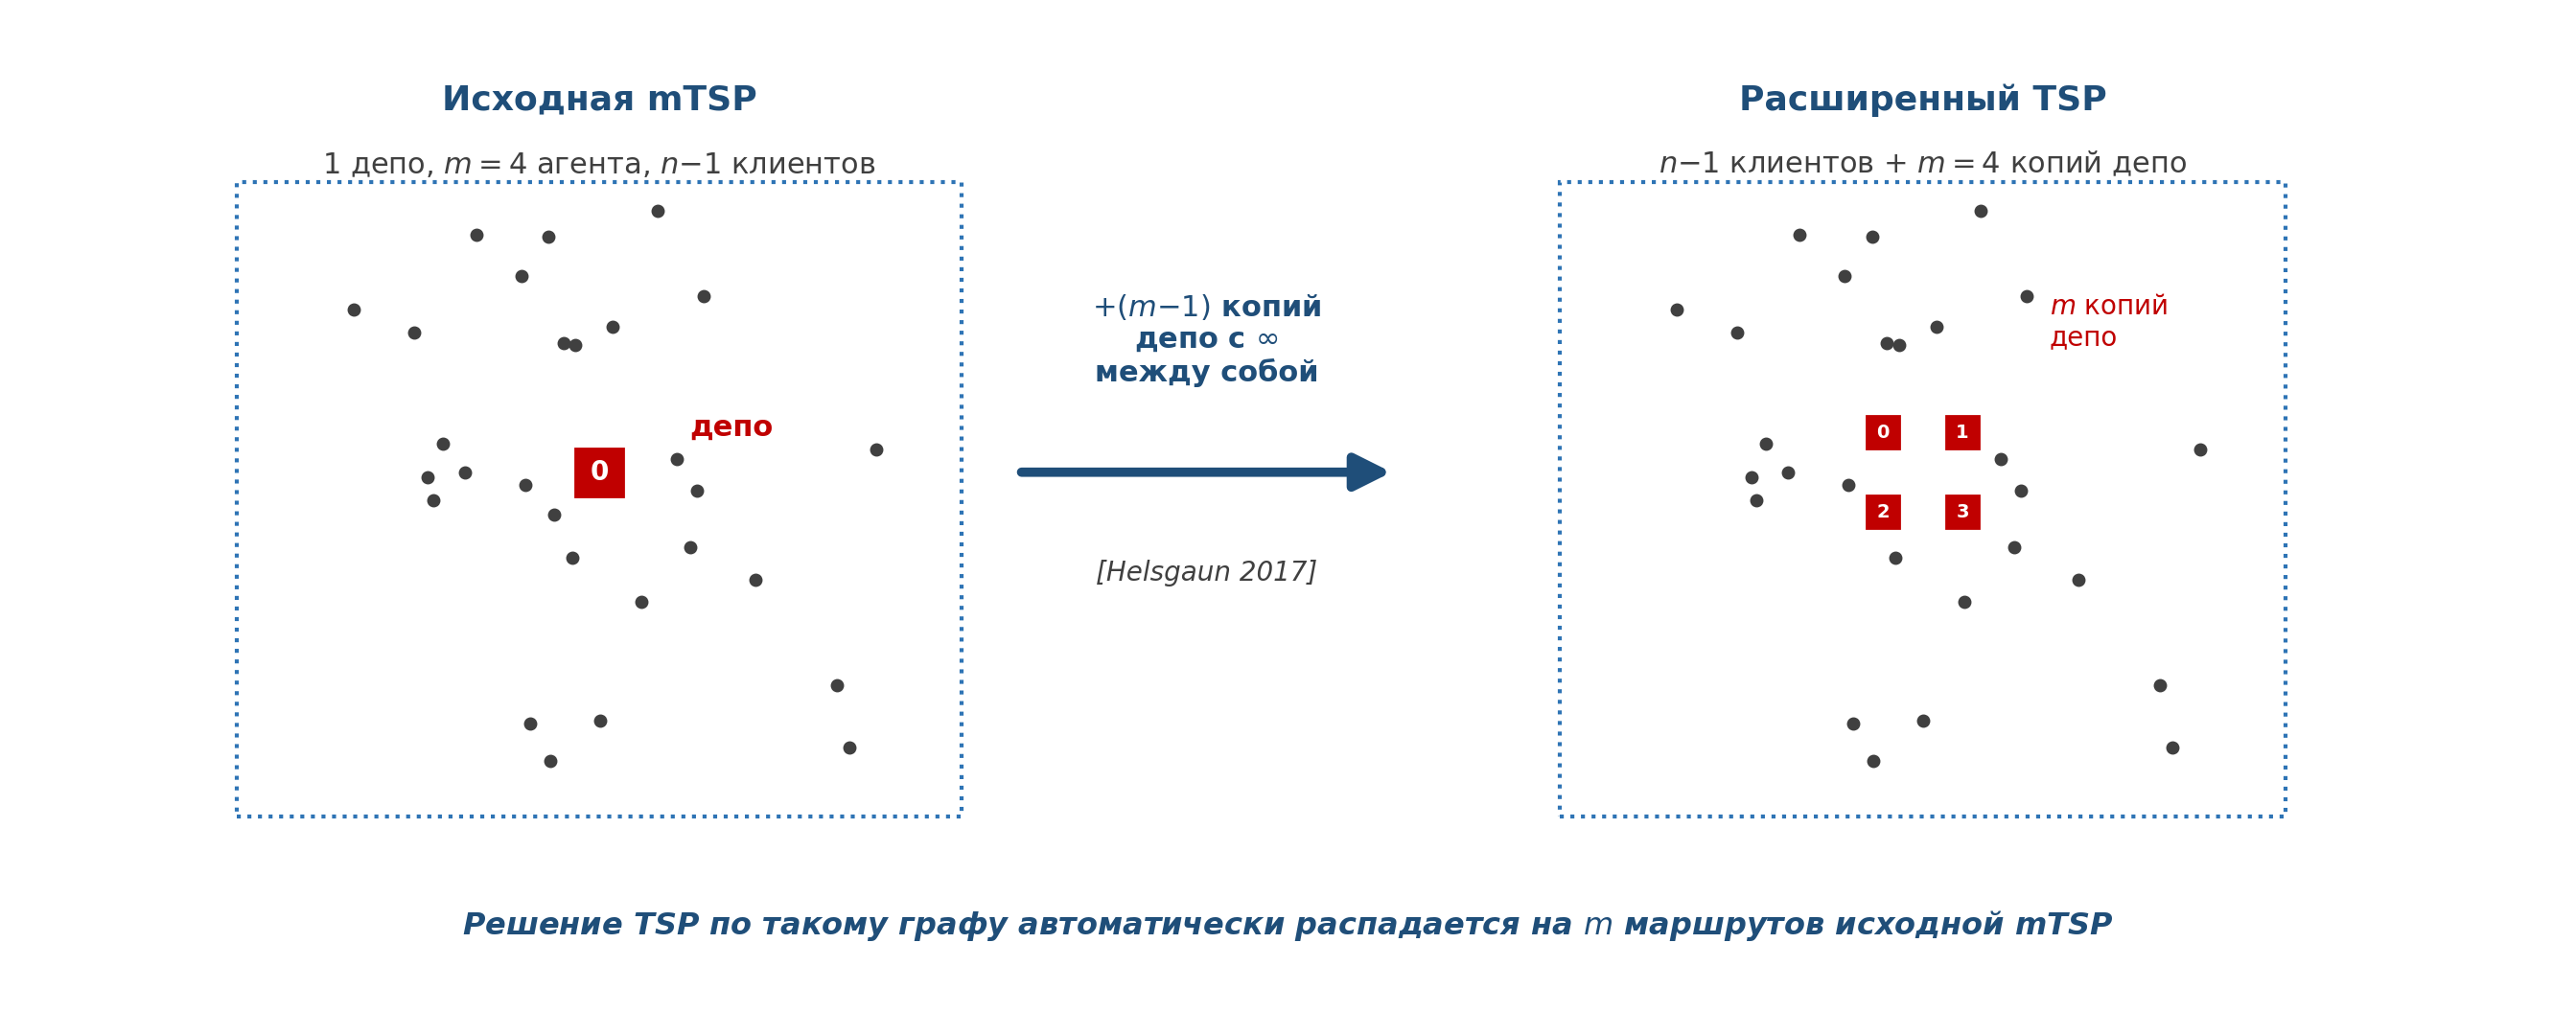 Исходная mTSP
1 депо, m = 4 агента, n−1 клиентов
депо
0
+(m−1) копий
депо с ∞
между собой
[Helsgaun 2017]
Расширенный TSP
n−1 клиентов + m = 4 копий депо
m копий
депо
0 1
2 3
Решение TSP по такому графу автоматически распадается на m маршрутов исходной mTSP